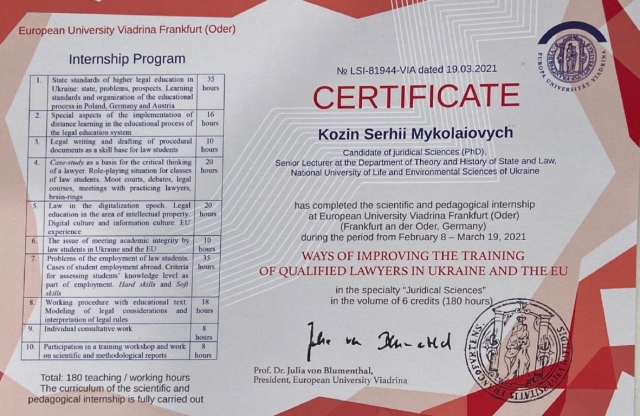 European University Viadrina Frankfurt (Oder)
Internship Program
1. State standards of higher legal education in Ukraine: state, problems, prospects. Learning standards and organization of the educational process in Poland, Germany and Austria 35 hours
2. Special aspects of the implementation of distance learning in the educational process of the legal education system 16 hours
3. Legal writing and drafting of procedural documents as a skill base for law students 10 hours
4. Case-study as a basis for the critical thinking of a lawyer. Role-playing situation for classes of law students. Moot courts, debates, legal courses, meetings with practicing lawyers, brain-rings 20 hours
5. Law in the digitalization epoch. Legal education in the area of intellectual property. Digital culture and information culture. EU experience 20 hours
6. The issue of meeting academic integrity by law students in Ukraine and the EU 10 hours
7. Problems of the employment of law students. Cases of student employment abroad. Criteria for assessing students' knowledge level as part of employment. Hard skills and Soft skills 35 hours
8. Working procedure with educational text. Modeling of legal considerations and interpretation of legal rules 18 hours
9. Individual consultative work 8 hours
10. Participation in a training workshop and work on scientific and methodological reports 8 hours
Total: 180 teaching / working hours
The curriculum of the scientific and
pedagogical internship is fully carried out
EUROPA UNIVERSITÄT VIADRINA
№ LSI-81944-VIA dated 19.03.2021
CERTIFICATE
Kozin Serhii Mykolaiovych
Candidate of juridical Sciences (PhD),
Senior Lecturer at the Department of Theory and History of State and Law,
National University of Life and Environmental Sciences of Ukraine
has completed the scientific and pedagogical internship
at European University Viadrina Frankfurt (Oder)
(Frankfurt an der Oder, Germany)
during the period from February 8 – March 19, 2021
WAYS OF IMPROVING THE TRAINING
OF QUALIFIED LAWYERS IN UKRAINE AND THE EU
in the specialty "Juridical Sciences"
in the volume of 6 credits (180 hours)
Julia von Blumenthal
Prof. Dr. Julia von Blumenthal,
President, European University Viadrina